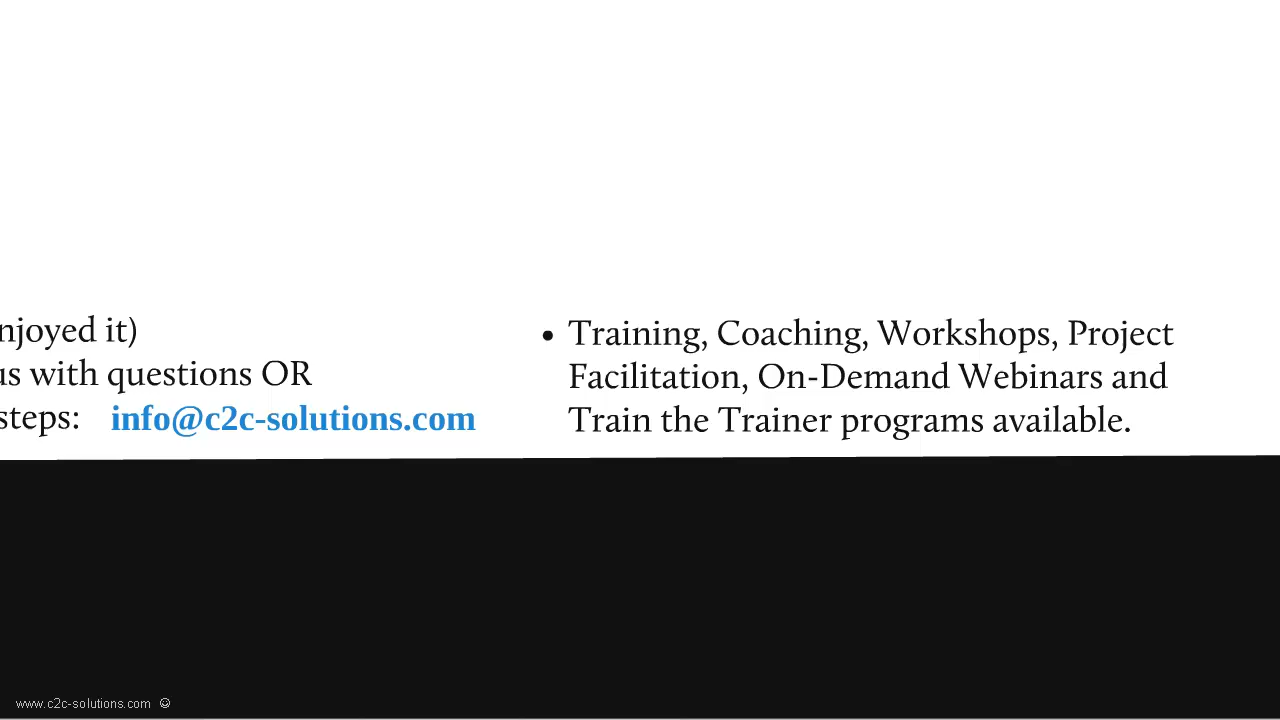 njoyed it)
us with questions OR
steps: info@c2c-solutions.com
• Training, Coaching, Workshops, Project
Facilitation, On-Demand Webinars and
Train the Trainer programs available.
www.c2c-solutions.com ©